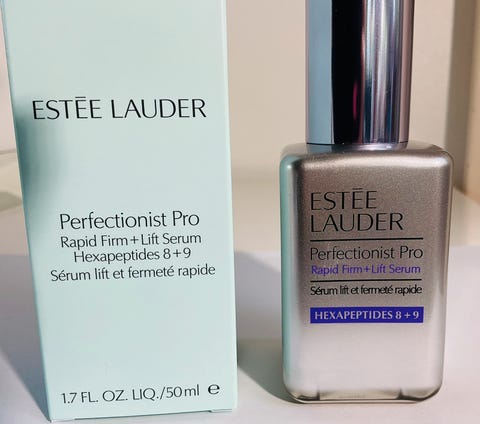 ESTĒE LAUDER
Perfectionist Pro
Rapid Firm+Lift Serum
Hexapeptides 8+9
Sérum lift et fermeté rapide
1.7 FL. OZ. LIQ./50 ml ℮
ESTĒE
LAUDER
Perfectionist Pro
Rapid Firm+Lift Serum
Sérum lift et fermeté rapide
HEXAPEPTIDES 8 + 9